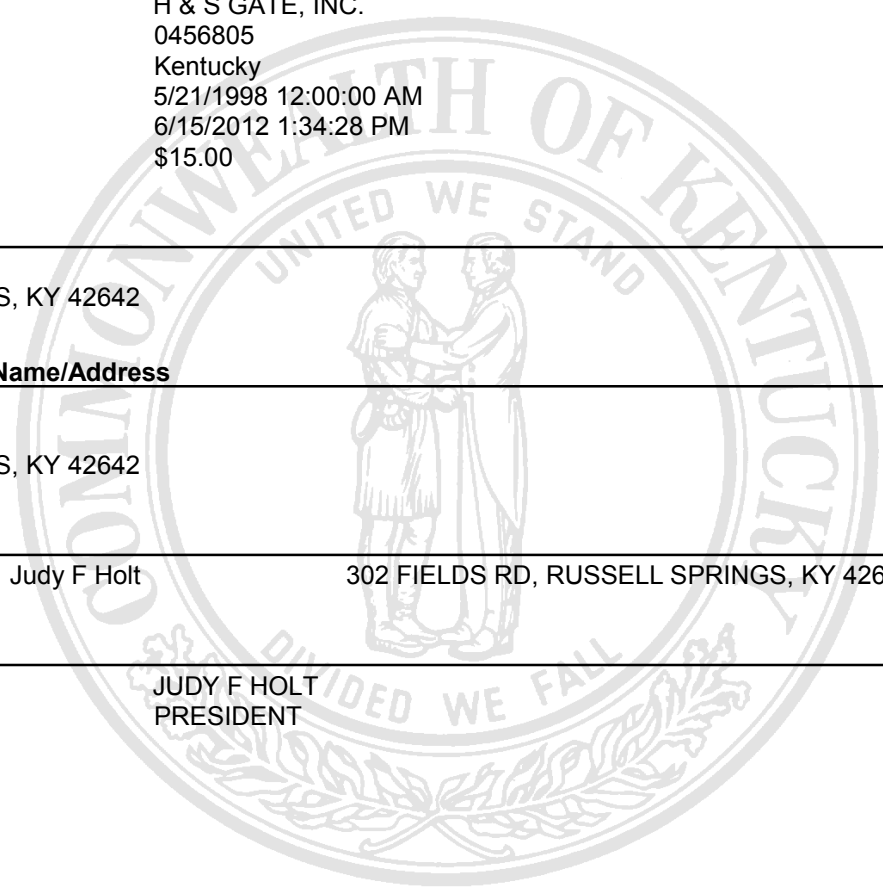 H & S GATE, INC.
0456805
Kentucky
5/21/1998 12:00:00 AM
6/15/2012 1:34:28 PM
$15.00
S, KY 42642
Name/Address
S, KY 42642
Judy F Holt 302 FIELDS RD, RUSSELL SPRINGS, KY 426
JUDY F HOLT
PRESIDENT
COMMONWEALTH OF KENTUCKY
UNITED WE STAND
DIVIDED WE FALL